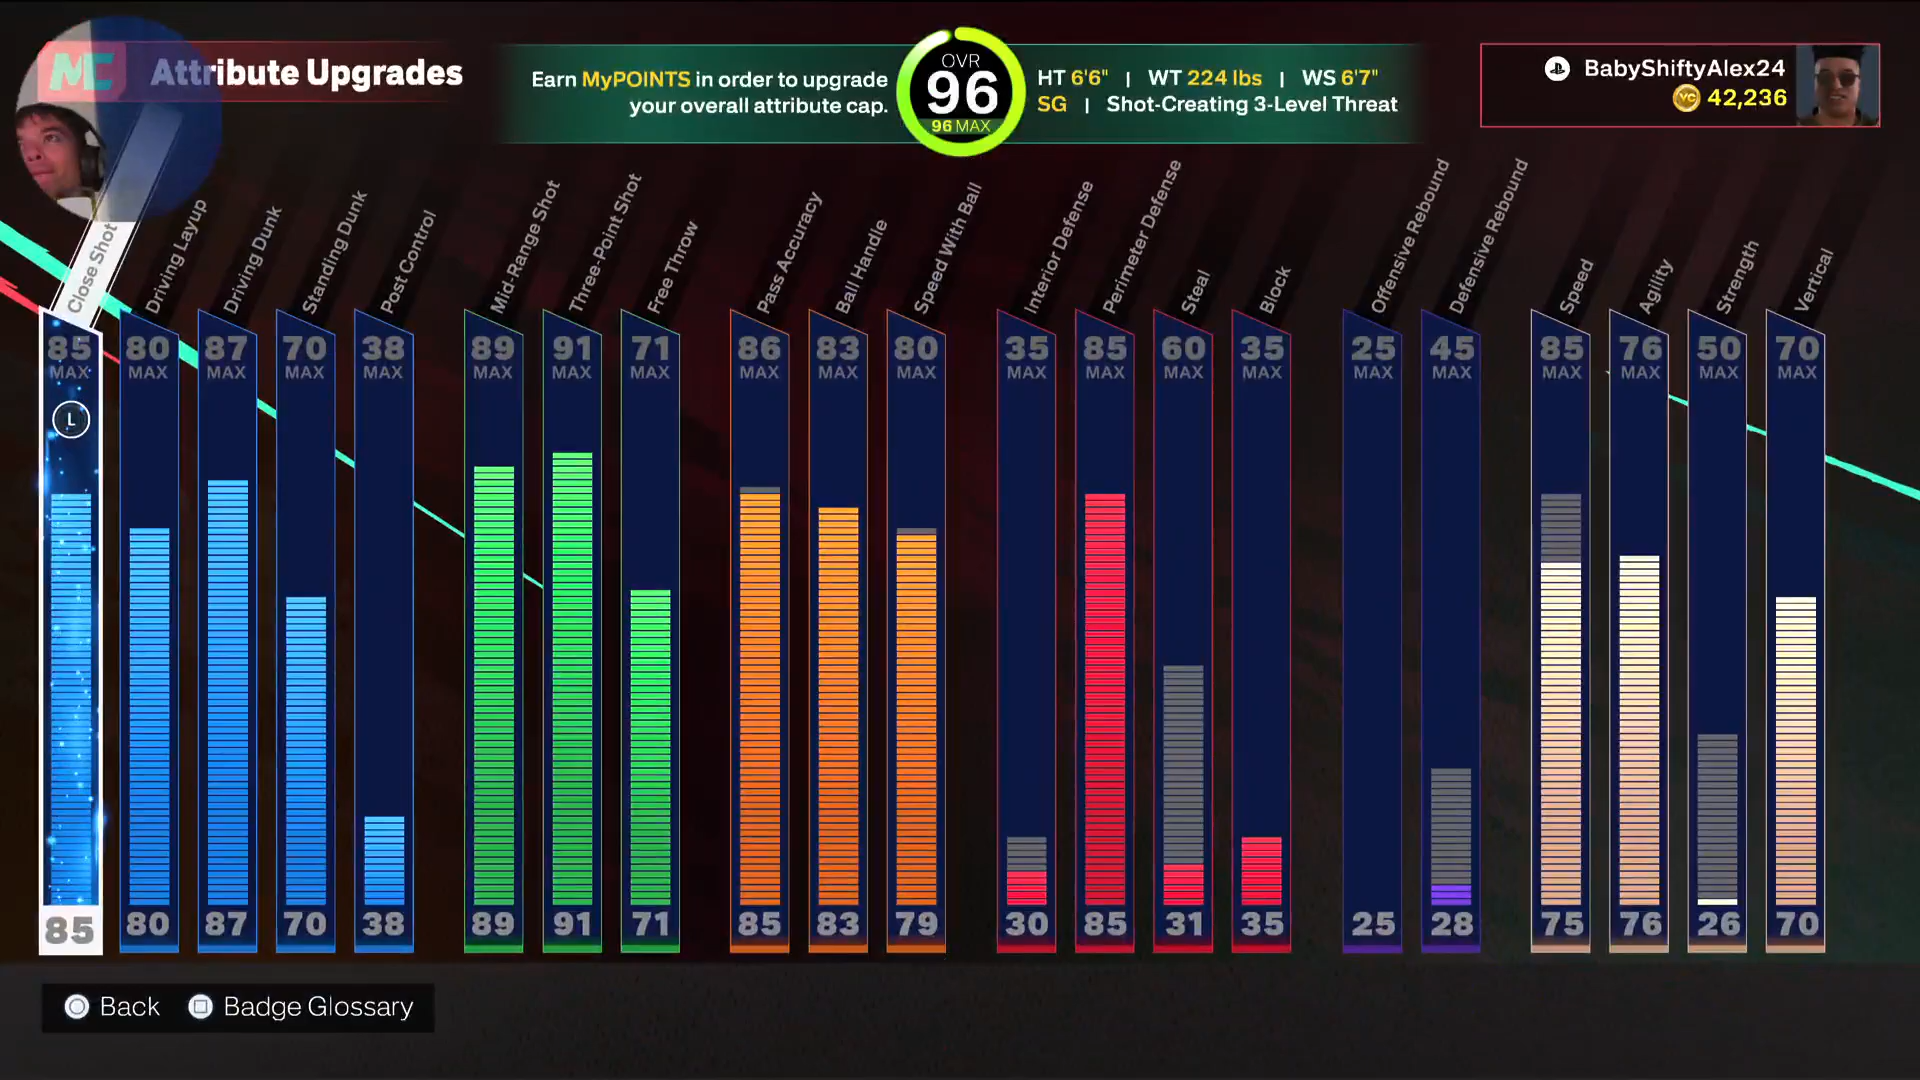 MC Attribute Upgrades
Earn MyPOINTS in order to upgrade
your overall attribute cap.
OVR
96
96 MAX
HT 6'6" | WT 224 lbs | WS 6'7"
SG | Shot-Creating 3-Level Threat
BabyShiftyAlex24
VC 42,236
Close Shot
Driving Layup
Driving Dunk
Standing Dunk
Post Control
Mid-Range Shot
Three-Point Shot
Free Throw
Pass Accuracy
Ball Handle
Speed With Ball
Interior Defense
Perimeter Defense
Steal
Block
Offensive Rebound
Defensive Rebound
Speed
Agility
Strength
Vertical
85 80 87 70 38 89 91 71 86 83 80 35 85 60 35 25 45 85 76 50 70
MAX MAX MAX MAX MAX MAX MAX MAX MAX MAX MAX MAX MAX MAX MAX MAX MAX MAX MAX MAX MAX
L
85 80 87 70 38 89 91 71 85 83 79 30 85 31 35 25 28 75 76 26 70
Back Badge Glossary